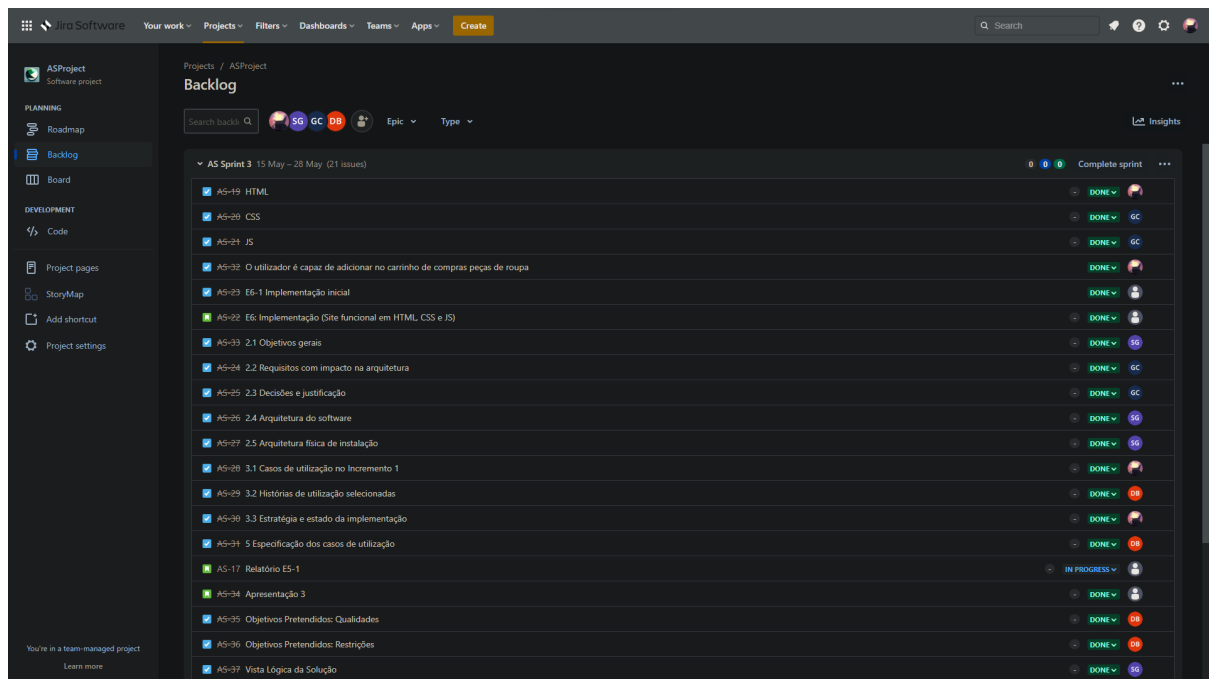 Jira Software Your work Projects Filters Dashboards Teams Apps Create Search
ASProject
Software project
PLANNING
Roadmap
Backlog
Board
DEVELOPMENT
Code
Project pages
StoryMap
Add shortcut
Project settings
You're in a team-managed project
Learn more
Projects / ASProject
Backlog
Search backl SG GC DB Epic Type Insights
AS Sprint 3 15 May – 28 May (21 issues) 0 0 0 Complete sprint
AS-19 HTML - DONE
AS-20 CSS - DONE GC
AS-21 JS - DONE GC
AS-32 O utilizador é capaz de adicionar no carrinho de compras peças de roupa DONE
AS-23 E6-1 Implementação inicial DONE
AS-22 E6: Implementação (Site funcional em HTML, CSS e JS) - DONE
AS-33 2.1 Objetivos gerais - DONE SG
AS-24 2.2 Requisitos com impacto na arquitetura - DONE GC
AS-25 2.3 Decisões e justificação - DONE GC
AS-26 2.4 Arquitetura do software - DONE SG
AS-27 2.5 Arquitetura física de instalação - DONE SG
AS-28 3.1 Casos de utilização no Incremento 1 - DONE
AS-29 3.2 Histórias de utilização selecionadas - DONE DB
AS-30 3.3 Estratégia e estado da implementação - DONE
AS-31 5 Especificação dos casos de utilização - DONE DB
AS-17 Relatório E5-1 - IN PROGRESS
AS-34 Apresentação 3 - DONE
AS-35 Objetivos Pretendidos: Qualidades - DONE DB
AS-36 Objetivos Pretendidos: Restrições - DONE DB
AS-37 Vista Lógica da Solução - DONE SG